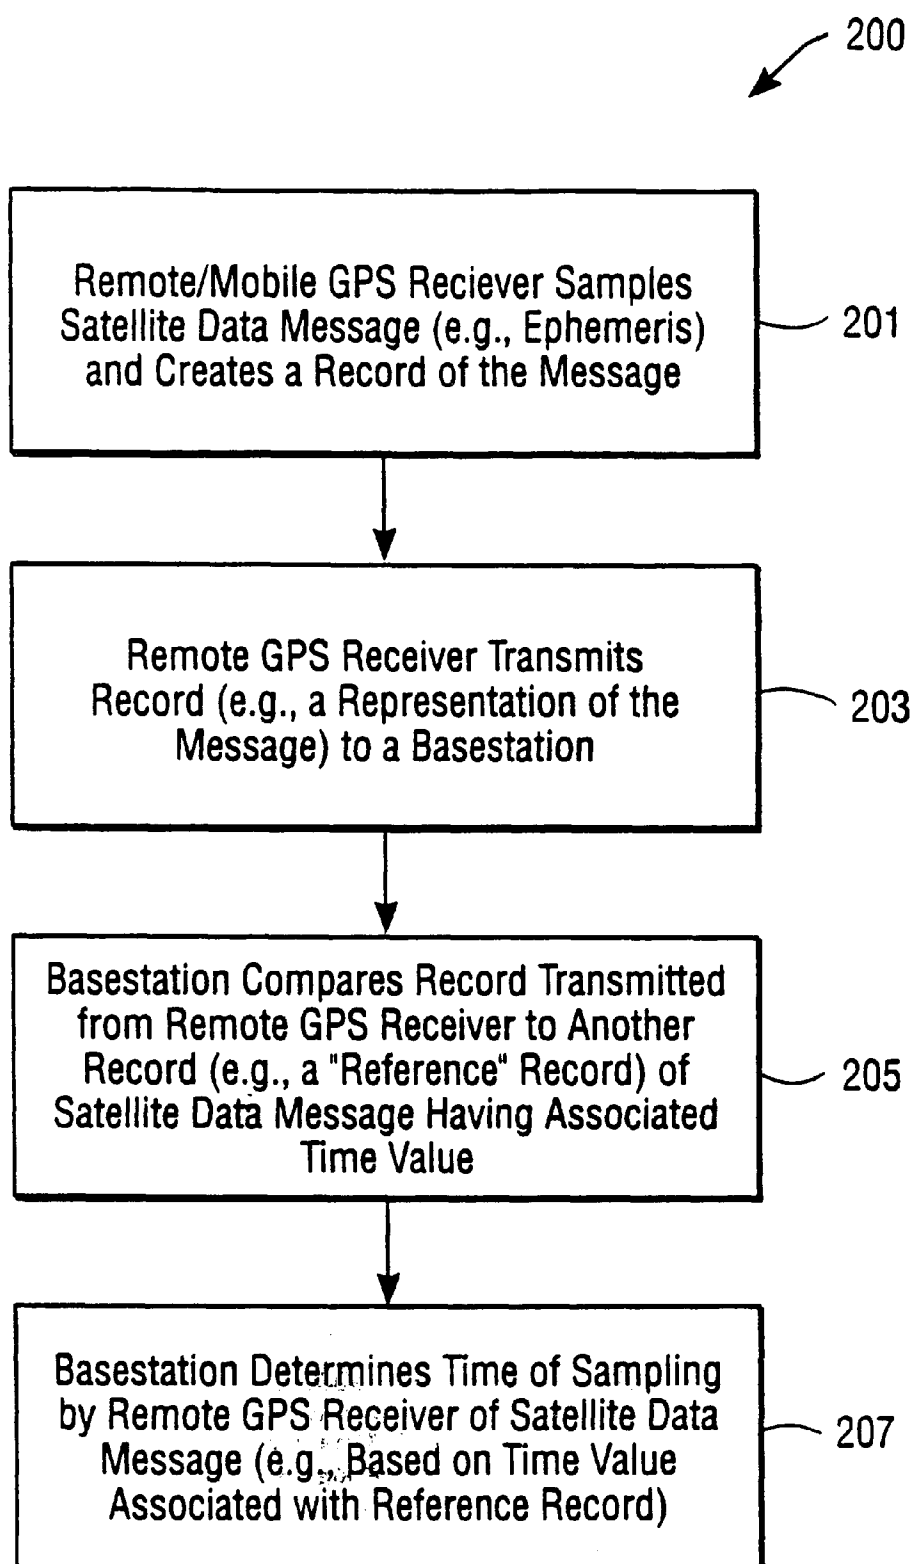 200
Remote/Mobile GPS Reciever Samples
Satellite Data Message (e.g., Ephemeris)
and Creates a Record of the Message
201
Remote GPS Receiver Transmits
Record (e.g., a Representation of the
Message) to a Basestation
203
Basestation Compares Record Transmitted
from Remote GPS Receiver to Another
Record (e.g., a "Reference" Record) of
Satellite Data Message Having Associated
Time Value
205
Basestation Determines Time of Sampling
by Remote GPS Receiver of Satellite Data
Message (e.g., Based on Time Value
Associated with Reference Record)
207